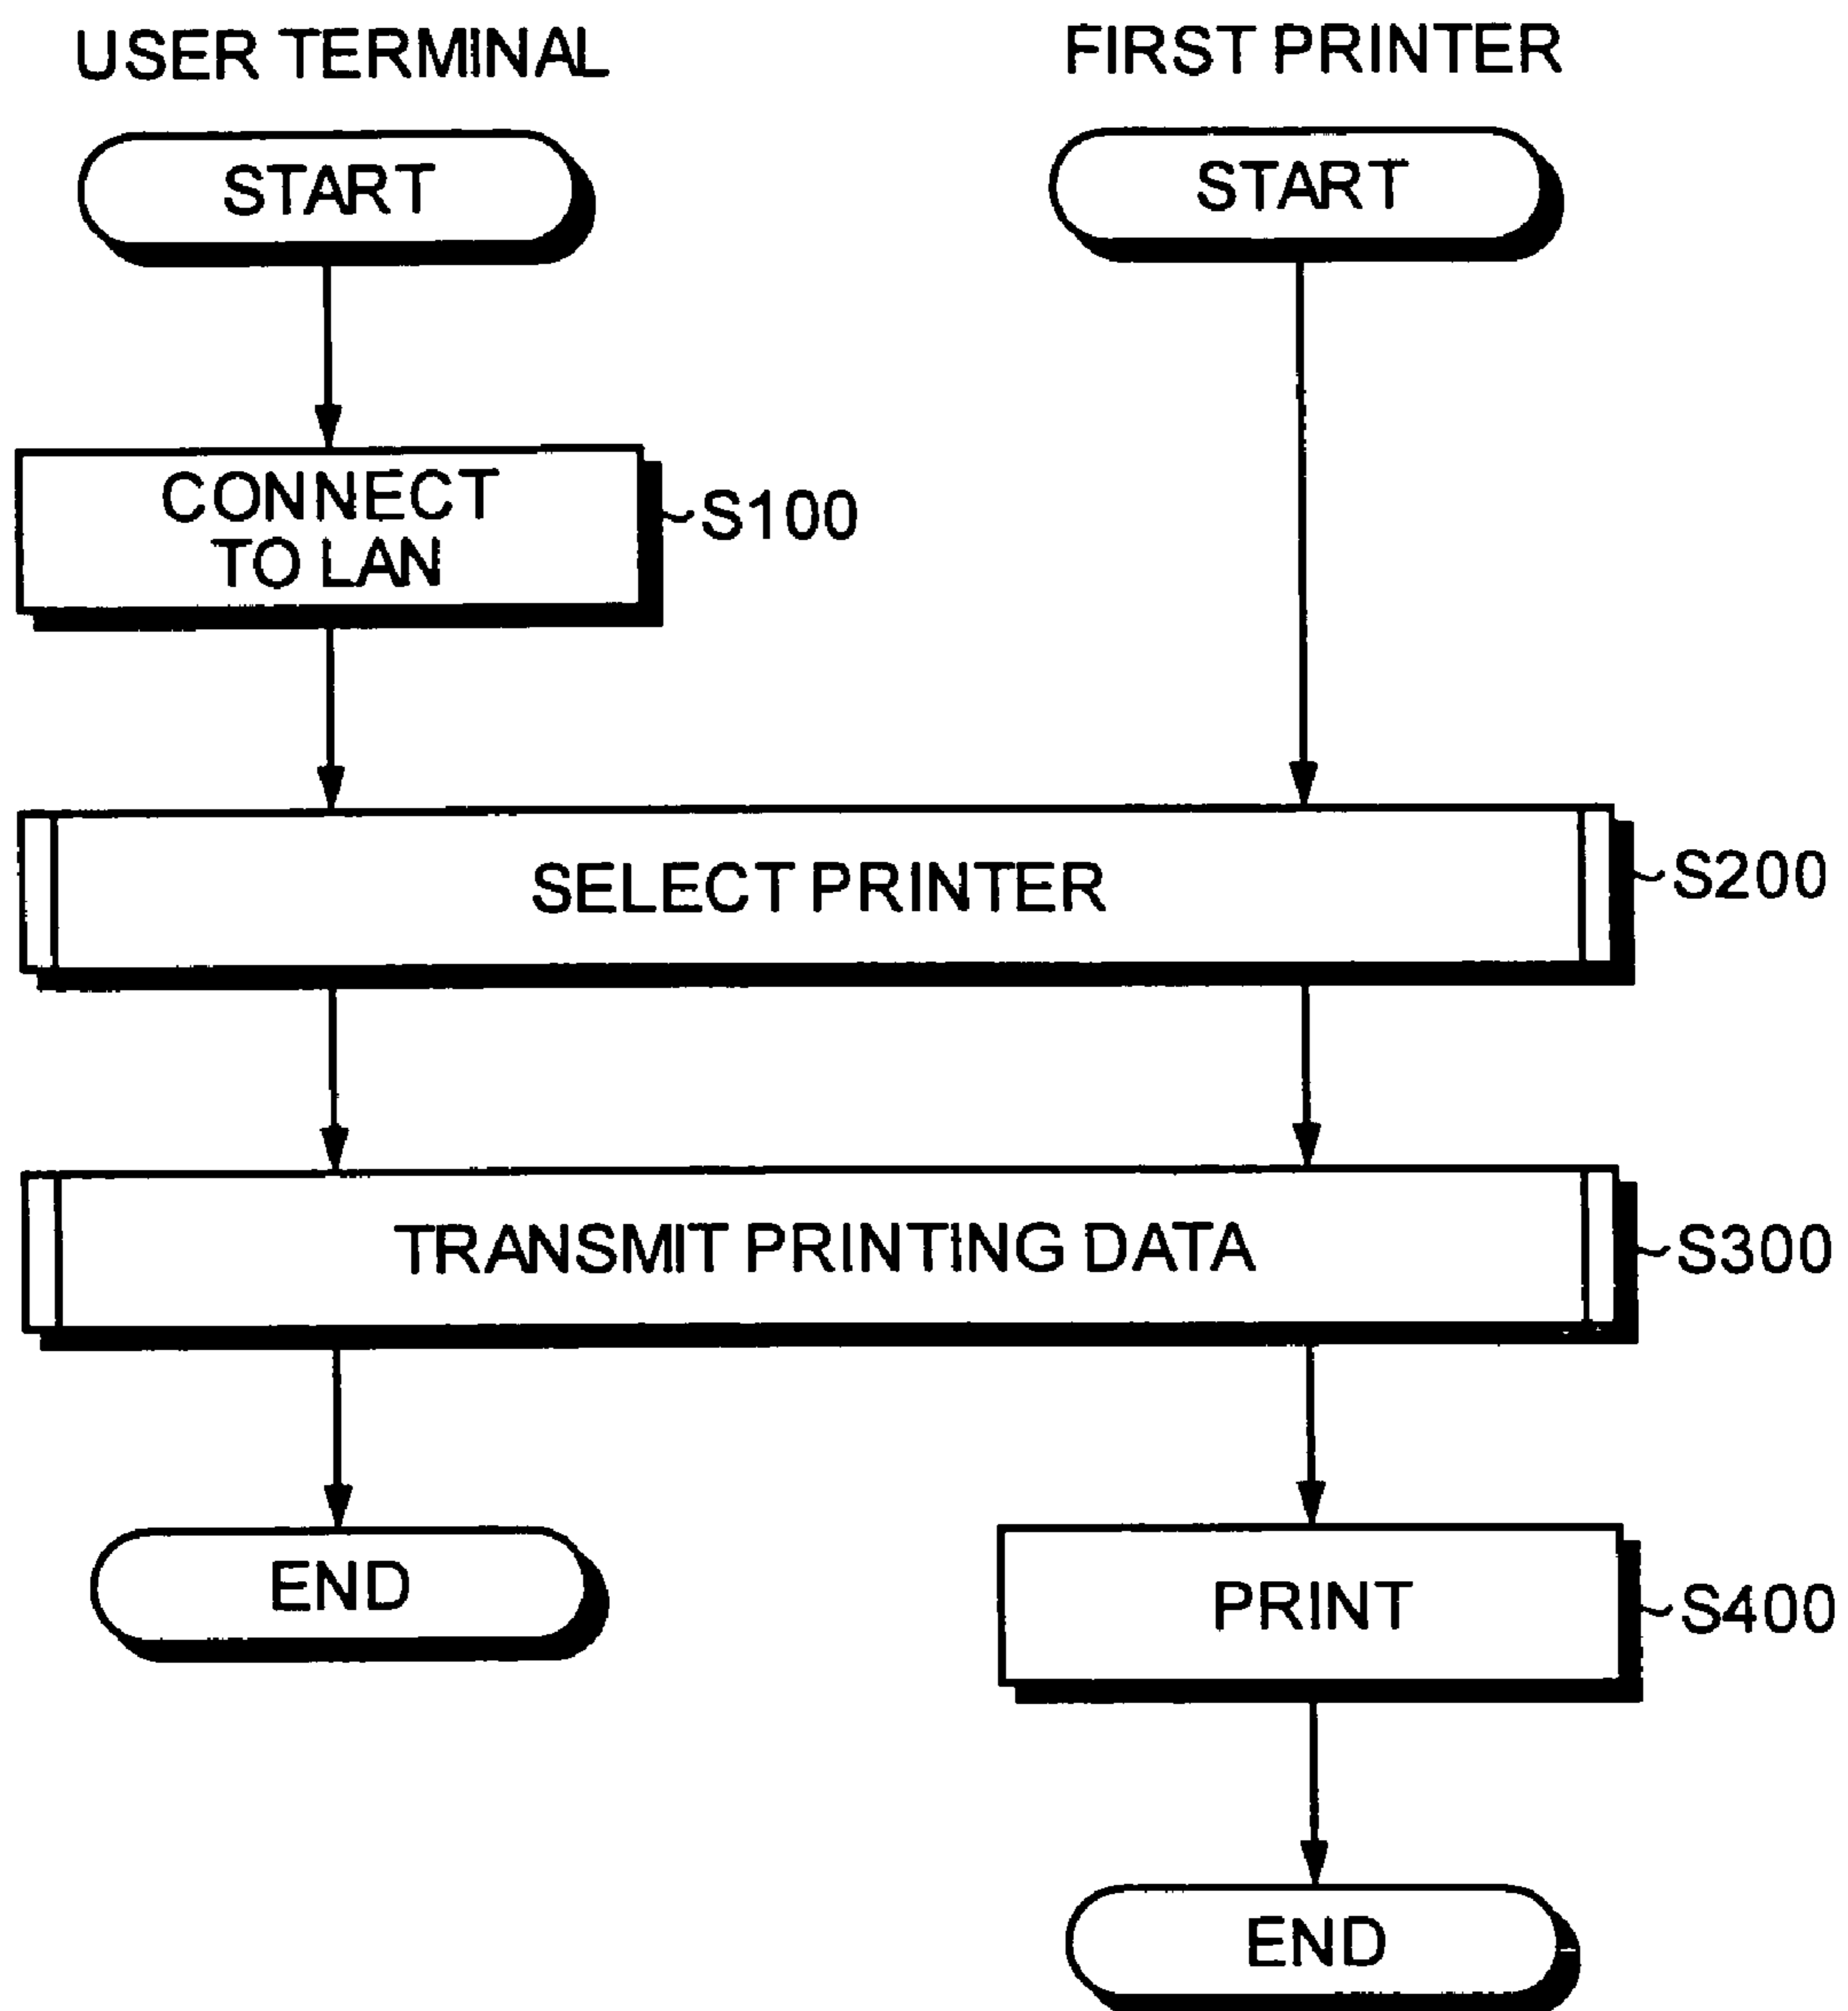 USER TERMINAL
FIRST PRINTER
START
START
CONNECT
TO LAN
S100
SELECT PRINTER
S200
TRANSMIT PRINTING DATA
S300
END
PRINT
S400
END